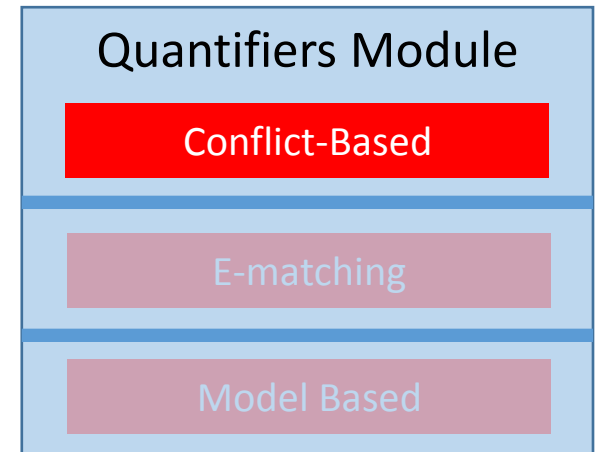 Quantifiers Module
Conflict-Based
E-matching
Model Based